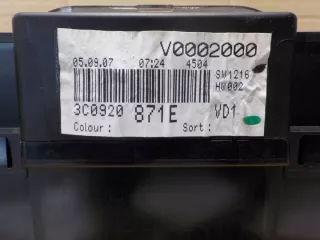 V0002000
05.09.07 07:24 4504
SW1216
HW002
3C0920 871E VD1
Colour : Sort :